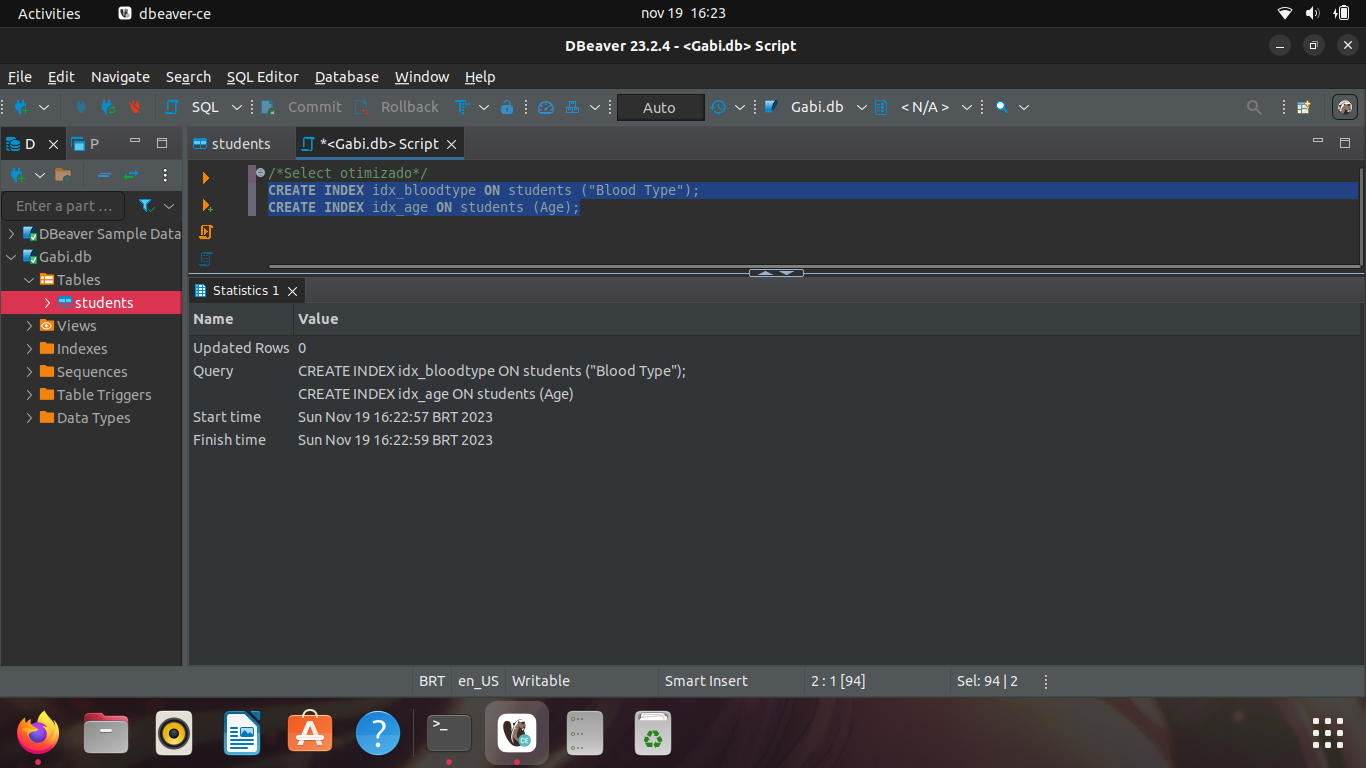 Activities dbeaver-ce nov 19 16:23
DBeaver 23.2.4 - <Gabi.db> Script
File Edit Navigate Search SQL Editor Database Window Help
SQL Commit Rollback T Auto Gabi.db < N/A >
D P students *<Gabi.db> Script
/*Select otimizado*/
CREATE INDEX idx_bloodtype ON students ("Blood Type");
CREATE INDEX idx_age ON students (Age);
Enter a part ...
DBeaver Sample Data
Gabi.db
Tables
students
Views
Indexes
Sequences
Table Triggers
Data Types
Statistics 1
Name Value
Updated Rows 0
Query CREATE INDEX idx_bloodtype ON students ("Blood Type");
CREATE INDEX idx_age ON students (Age)
Start time Sun Nov 19 16:22:57 BRT 2023
Finish time Sun Nov 19 16:22:59 BRT 2023
BRT en_US Writable Smart Insert 2 : 1 [94] Sel: 94 | 2
>_ CE